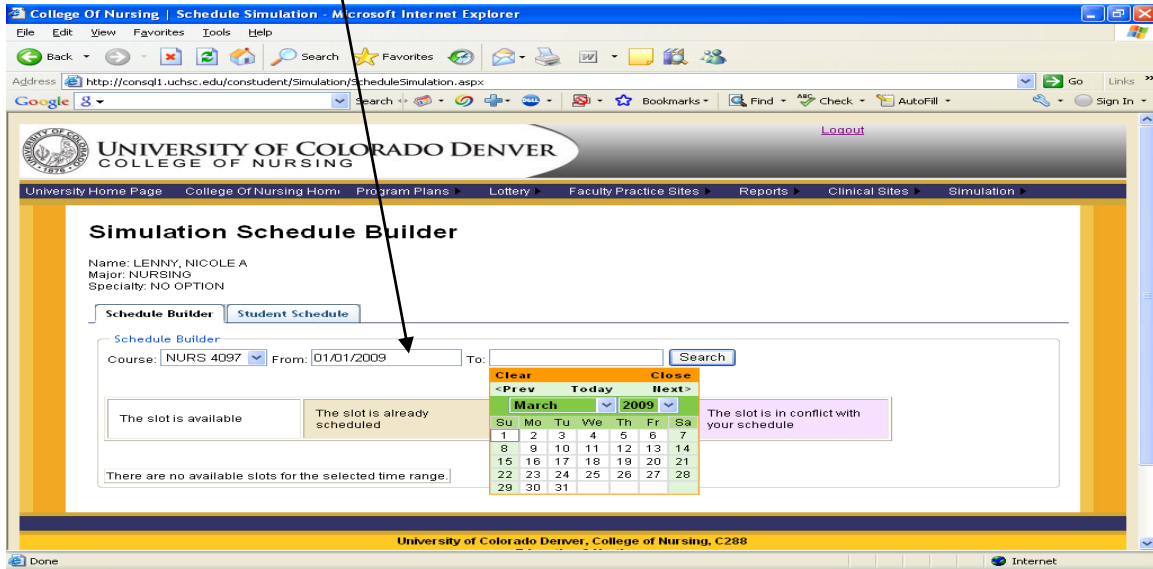 College Of Nursing | Schedule Simulation - Microsoft Internet Explorer
File Edit View Favorites Tools Help
Back Search Favorites
Address http://consql1.uchsc.edu/constudent/Simulation/ScheduleSimulation.aspx Go Links »
Google Search Bookmarks Find Check AutoFill Sign In
Logout
UNIVERSITY OF COLORADO DENVER
COLLEGE OF NURSING
University Home Page College Of Nursing Hom Program Plans Lottery Faculty Practice Sites Reports Clinical Sites Simulation
Simulation Schedule Builder
Name: LENNY, NICOLE A
Major: NURSING
Specialty: NO OPTION
Schedule Builder Student Schedule
Schedule Builder
Course: NURS 4097 From: 01/01/2009 To: Search
Clear Close
<Prev Today Next>
March 2009
Su Mo Tu We Th Fr Sa
1 2 3 4 5 6 7
8 9 10 11 12 13 14
15 16 17 18 19 20 21
22 23 24 25 26 27 28
29 30 31
The slot is available
The slot is already
scheduled
The slot is in conflict with
your schedule
There are no available slots for the selected time range.
University of Colorado Denver, College of Nursing, C288
Done Internet